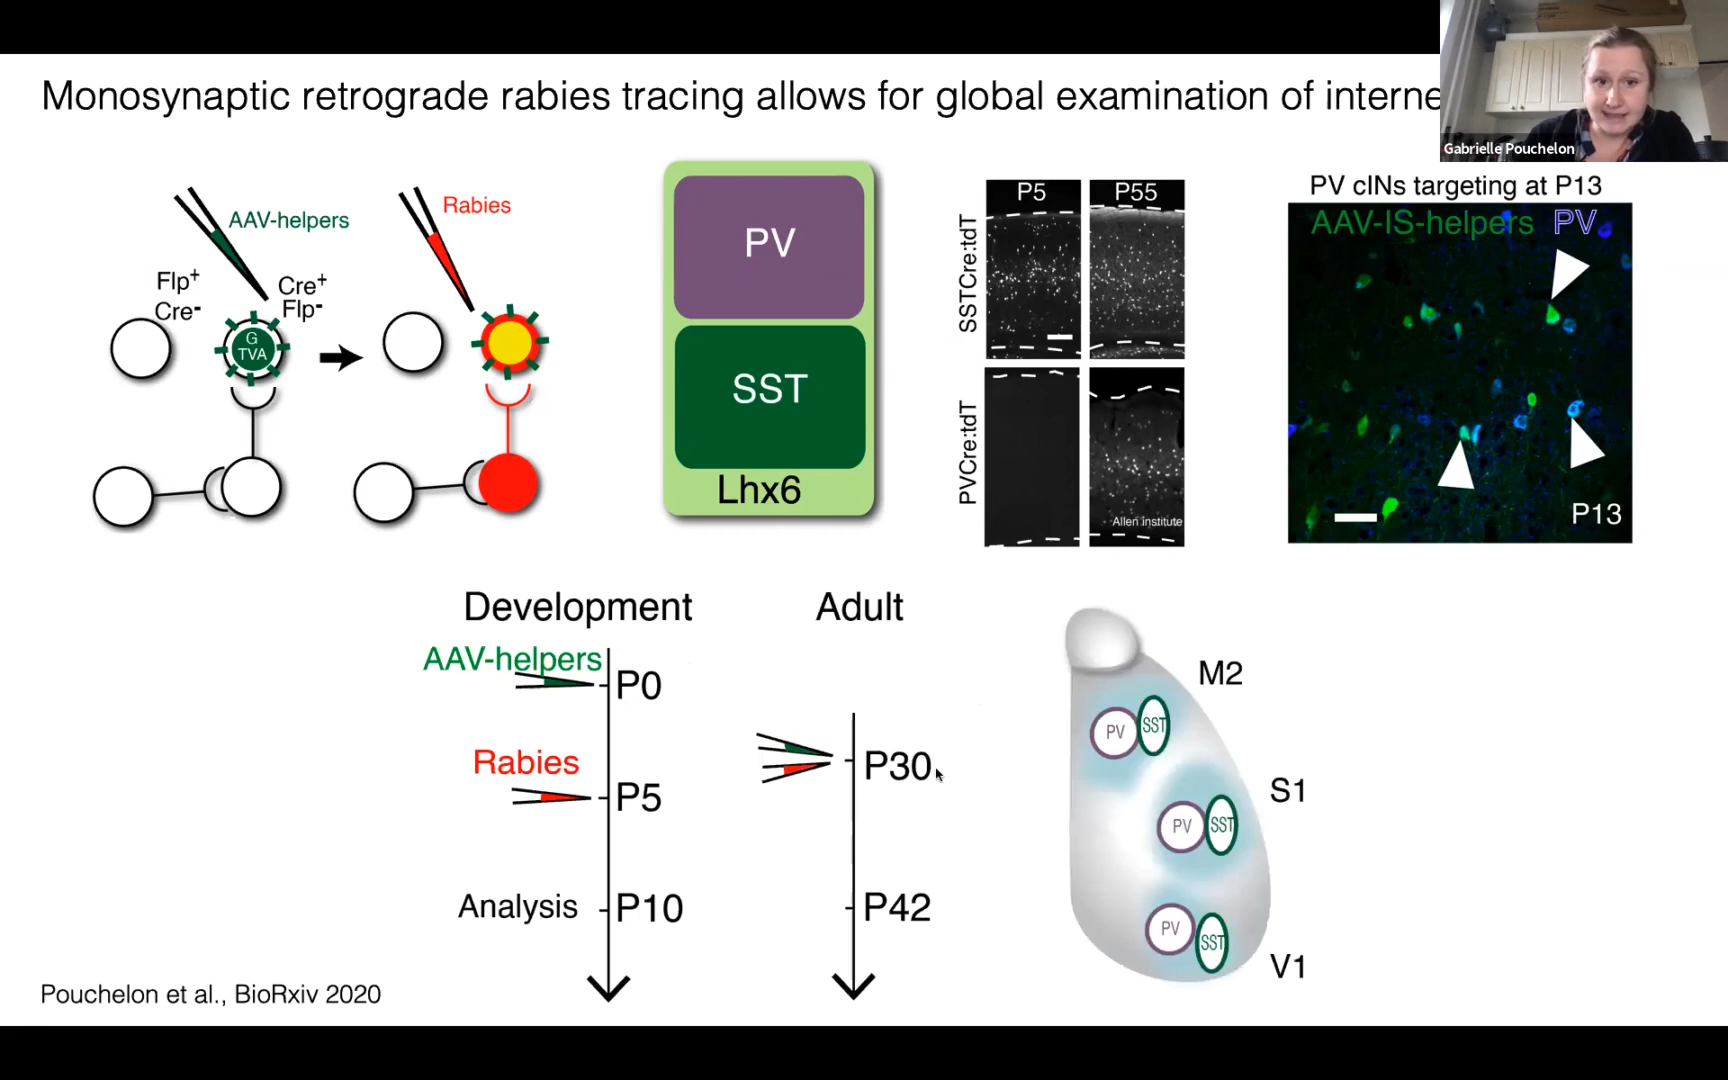 Monosynaptic retrograde rabies tracing allows for global examination of interne
Gabrielle Pouchelon
AAV-helpers
Rabies
Flp+
Cre-
Cre+
Flp-
G
TVA
PV
SST
Lhx6
P5
P55
SSTCre:tdT
PVCre:tdT
Allen institute
PV cINs targeting at P13
AAV-IS-helpers PV
P13
Development
AAV-helpers
P0
Rabies
P5
Analysis
P10
Adult
P30
P42
M2
PV
SST
S1
PV
SST
PV
SST
V1
Pouchelon et al., BioRxiv 2020